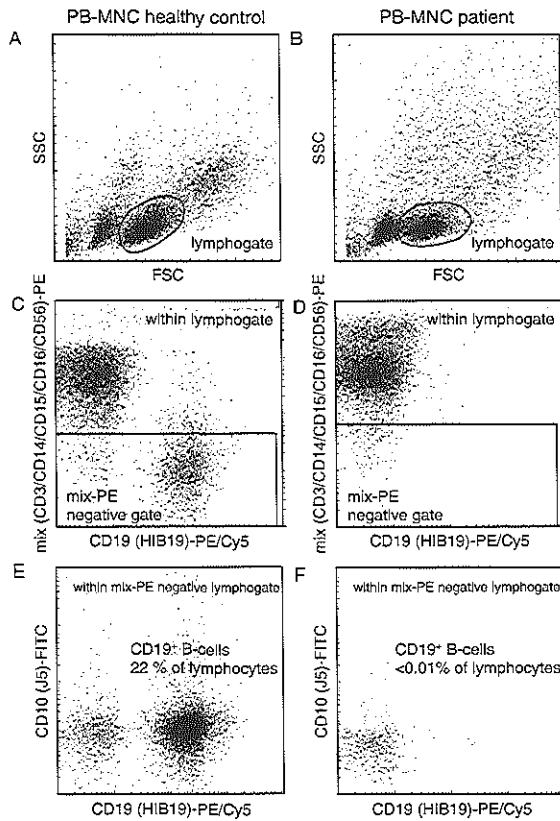 PB-MNC healthy control
PB-MNC patient
A
B
SSC
SSC
lymphogate
lymphogate
FSC
FSC
C
D
mix (CD3/CD14/CD15/CD16/CD56)-PE
mix (CD3/CD14/CD15/CD16/CD56)-PE
within lymphogate
within lymphogate
mix-PE
negative gate
mix-PE
negative gate
CD19 (HIB19)-PE/Cy5
CD19 (HIB19)-PE/Cy5
E
F
CD10 (J5)-FITC
CD10 (J5)-FITC
within mix-PE negative lymphogate
within mix-PE negative lymphogate
CD19⁺ B-cells
22 % of lymphocytes
CD19⁺ B-cells
<0.01% of lymphocytes
CD19 (HIB19)-PE/Cy5
CD19 (HIB19)-PE/Cy5